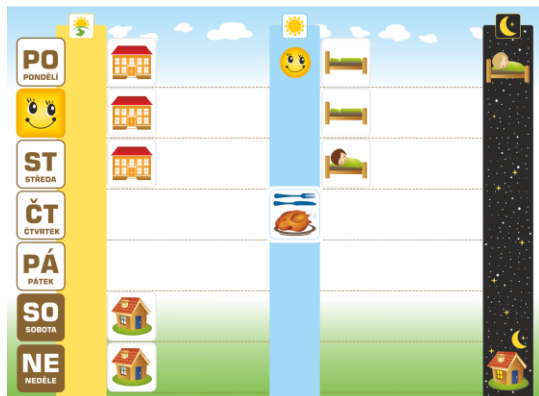 PO
PONDĚLÍ
ST
STŘEDA
ČT
ČTVRTEK
PÁ
PÁTEK
SO
SOBOTA
NE
NEDĚLE